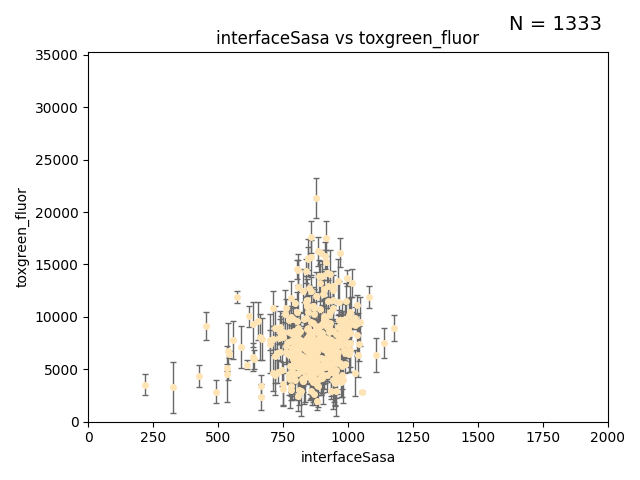 N = 1333
interfaceSasa vs toxgreen_fluor
35000
30000
25000
20000
15000
10000
5000
0
toxgreen_fluor
0 250 500 750 1000 1250 1500 1750 2000
interfaceSasa